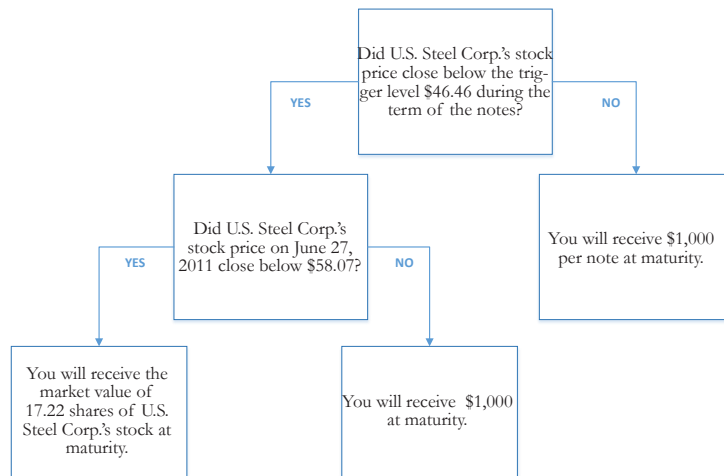 Did U.S. Steel Corp.'s stock
price close below the trig-
ger level $46.46 during the
term of the notes?
YES
NO
Did U.S. Steel Corp.'s
stock price on June 27,
2011 close below $58.07?
You will receive $1,000
per note at maturity.
YES
NO
You will receive the
market value of
17.22 shares of U.S.
Steel Corp.'s stock at
maturity.
You will receive  $1,000
at maturity.